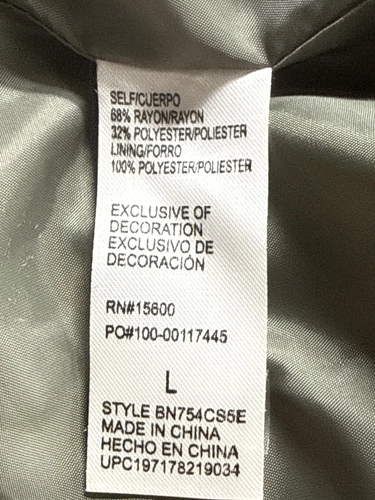 SELF/CUERPO
68% RAYON/RAYON
32% POLYESTER/POLIESTER
LINING/FORRO
100% POLYESTER/POLIESTER
EXCLUSIVE OF
DECORATION
EXCLUSIVO DE
DECORACIÓN
RN#15600
PO#100-00117445
L
STYLE BN754CS5E
MADE IN CHINA
HECHO EN CHINA
UPC197178219034